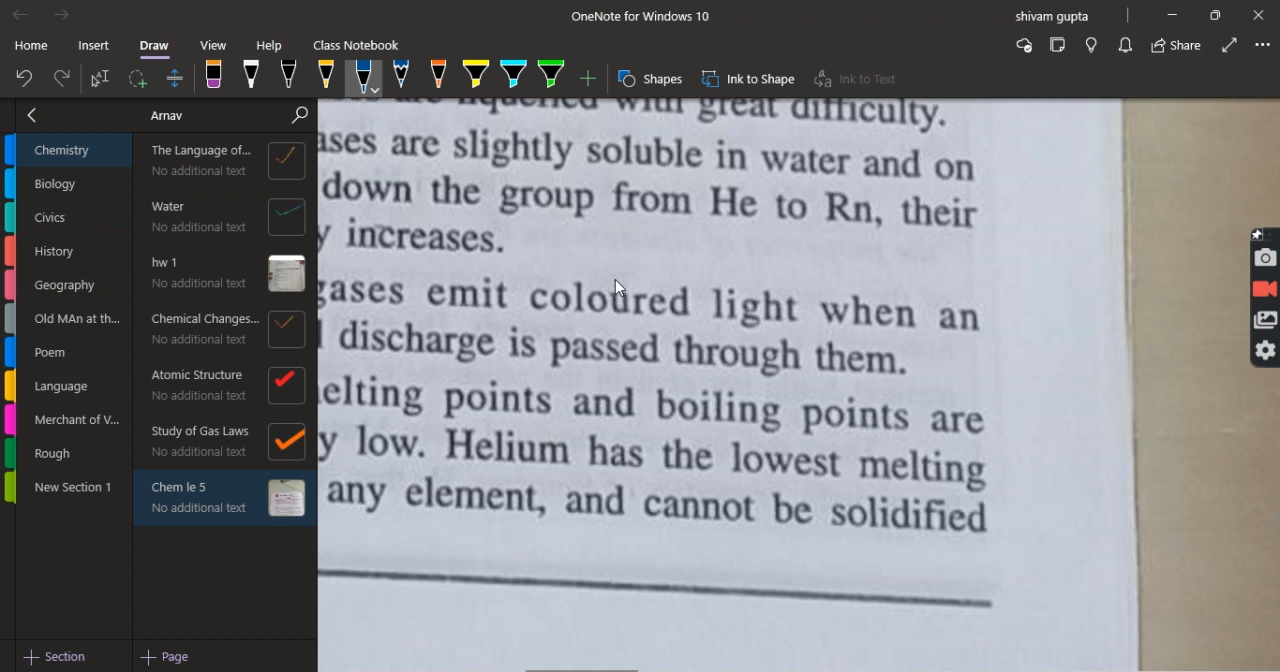 OneNote for Windows 10
shivam gupta
Home Insert Draw View Help Class Notebook
Share
Shapes
Ink to Shape
Ink to Text
Arnav
Chemistry
Biology
Civics
History
Geography
Old MAn at th...
Poem
Language
Merchant of V...
Rough
New Section 1
The Language of...
No additional text
Water
No additional text
hw 1
No additional text
Chemical Changes...
No additional text
Atomic Structure
No additional text
Study of Gas Laws
No additional text
Chem le 5
No additional text
Section
Page
are liquefied with great difficulty.
ases are slightly soluble in water and on
down the group from He to Rn, their
y increases.
gases emit coloured light when an
l discharge is passed through them.
elting points and boiling points are
y low. Helium has the lowest melting
any element, and cannot be solidified